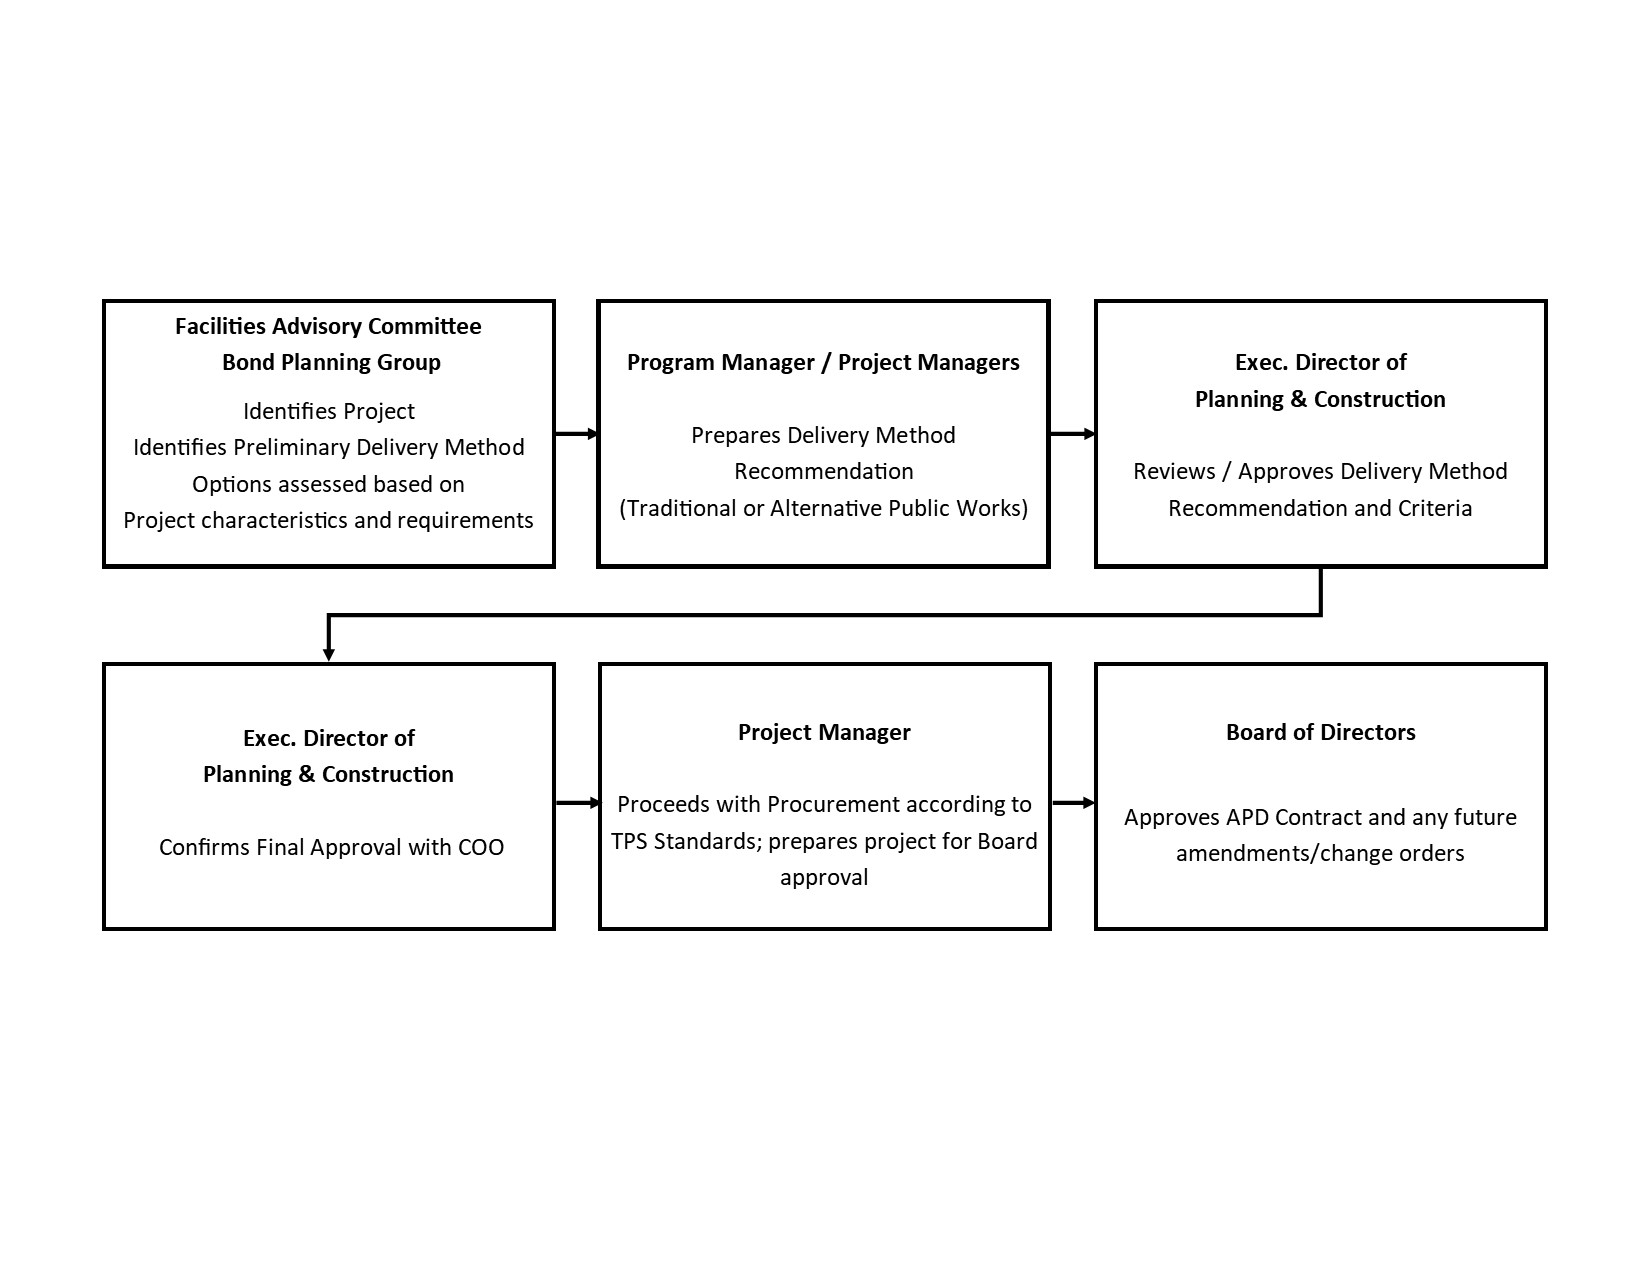 Facilities Advisory Committee
Bond Planning Group
Identifies Project
Identifies Preliminary Delivery Method
Options assessed based on
Project characteristics and requirements
Program Manager / Project Managers
Prepares Delivery Method
Recommendation
(Traditional or Alternative Public Works)
Exec. Director of
Planning & Construction
Reviews / Approves Delivery Method
Recommendation and Criteria
Exec. Director of
Planning & Construction
Confirms Final Approval with COO
Project Manager
Proceeds with Procurement according to
TPS Standards; prepares project for Board
approval
Board of Directors
Approves APD Contract and any future
amendments/change orders